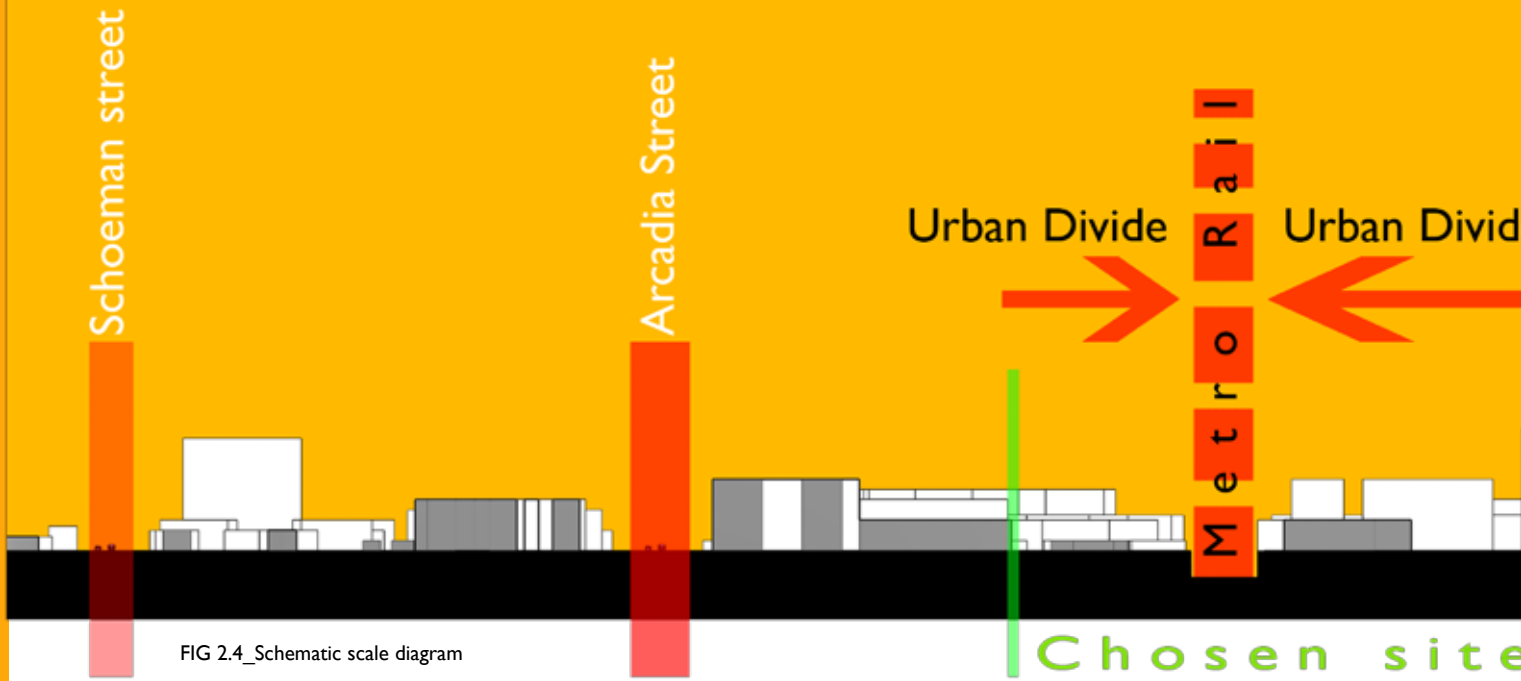 Schoeman street
Arcadia Street
Urban Divide
Metro Rail
Urban Divid
FIG 2.4_Schematic scale diagram
Chosen site